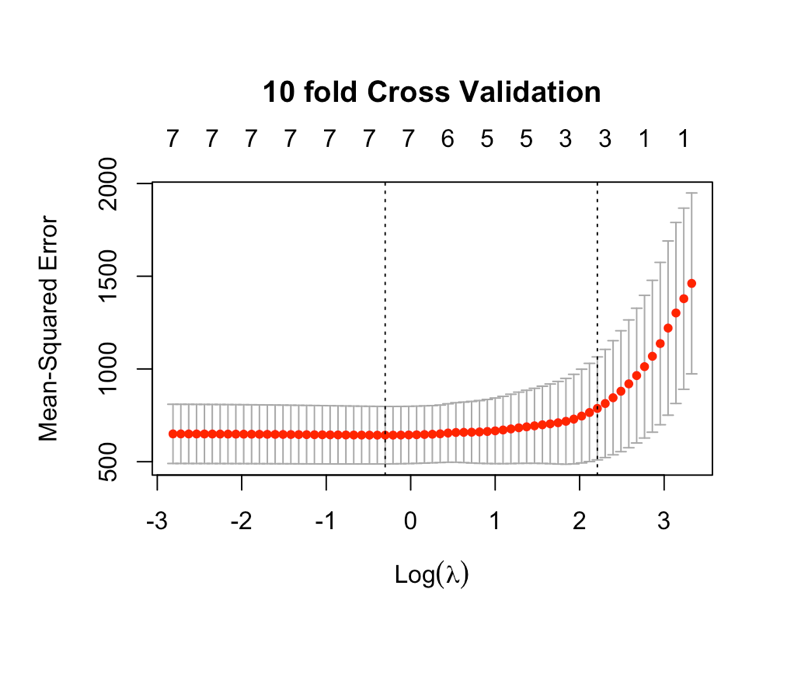 10 fold Cross Validation
7 7 7 7 7 7 7 6 5 5 3 3 1 1
2000
1500
1000
500
Mean-Squared Error
-3 -2 -1 0 1 2 3
Log(λ)